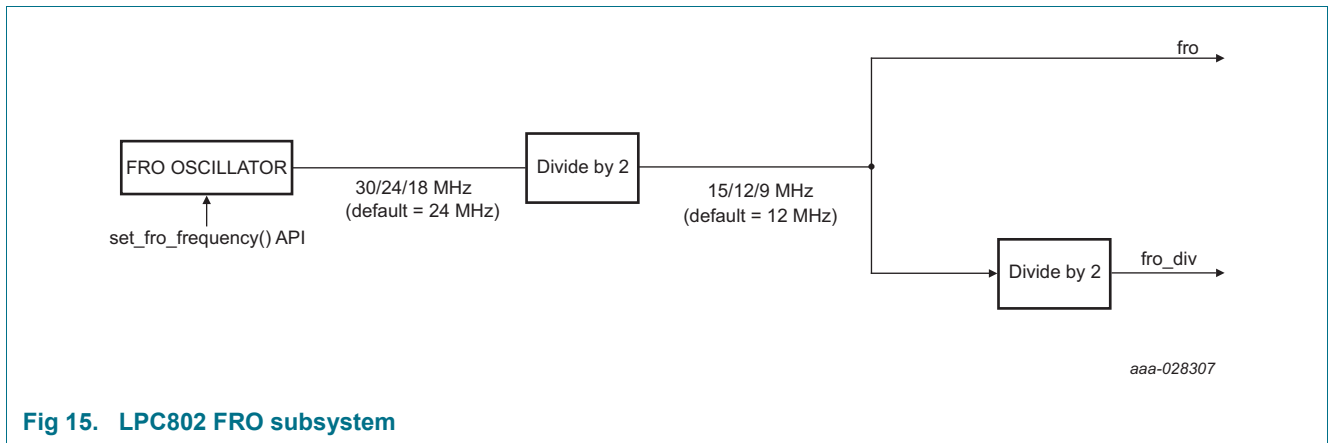 fro
FRO OSCILLATOR
Divide by 2
30/24/18 MHz
(default = 24 MHz)
15/12/9 MHz
(default = 12 MHz)
set_fro_frequency() API
Divide by 2
fro_div
aaa-028307
Fig 15. LPC802 FRO subsystem